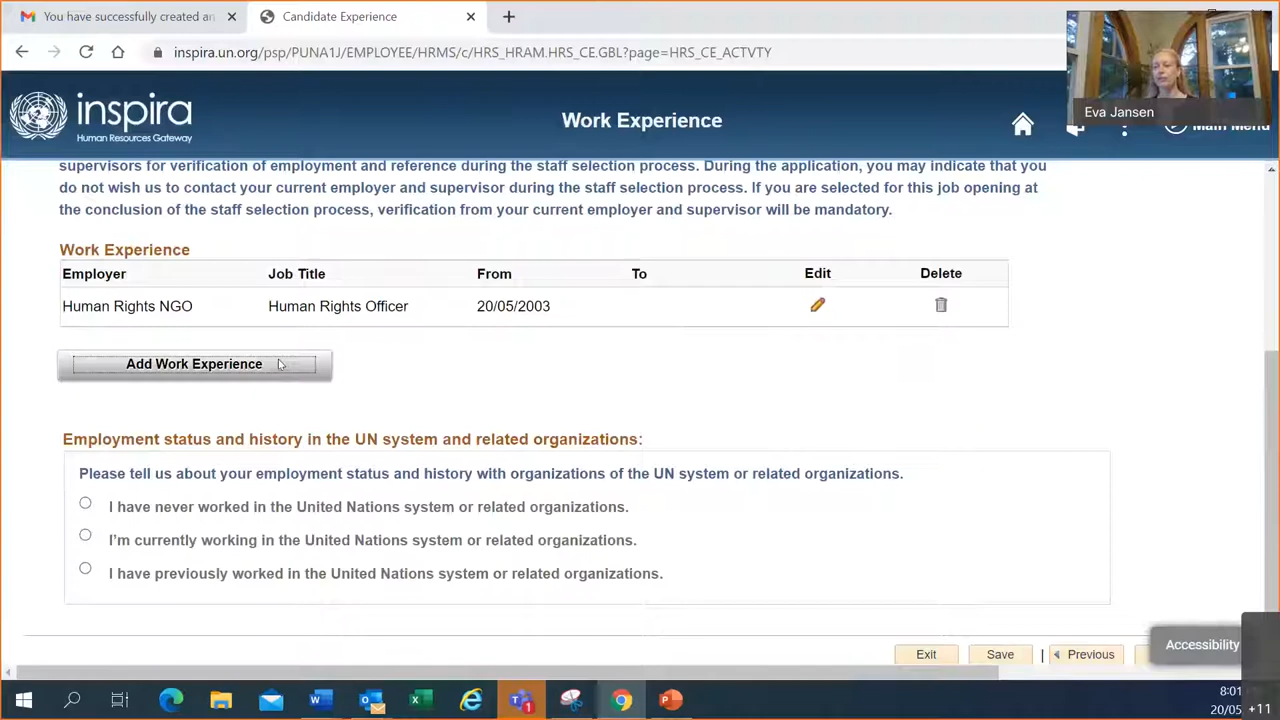 You have successfully created an
Candidate Experience
inspira.un.org/psp/PUNA1J/EMPLOYEE/HRMS/c/HRS_HRAM.HRS_CE.GBL?page=HRS_CE_ACTVTY
Eva Jansen
inspira
Human Resources Gateway
Work Experience
Main Menu
supervisors for verification of employment and reference during the staff selection process. During the application, you may indicate that you
do not wish us to contact your current employer and supervisor during the staff selection process. If you are selected for this job opening at
the conclusion of the staff selection process, verification from your current employer and supervisor will be mandatory.
Work Experience
Employer Job Title From To Edit Delete
Human Rights NGO Human Rights Officer 20/05/2003
Add Work Experience
Employment status and history in the UN system and related organizations:
Please tell us about your employment status and history with organizations of the UN system or related organizations.
I have never worked in the United Nations system or related organizations.
I'm currently working in the United Nations system or related organizations.
I have previously worked in the United Nations system or related organizations.
Exit Save | Previous
Accessibility
8:01
20/05
+11